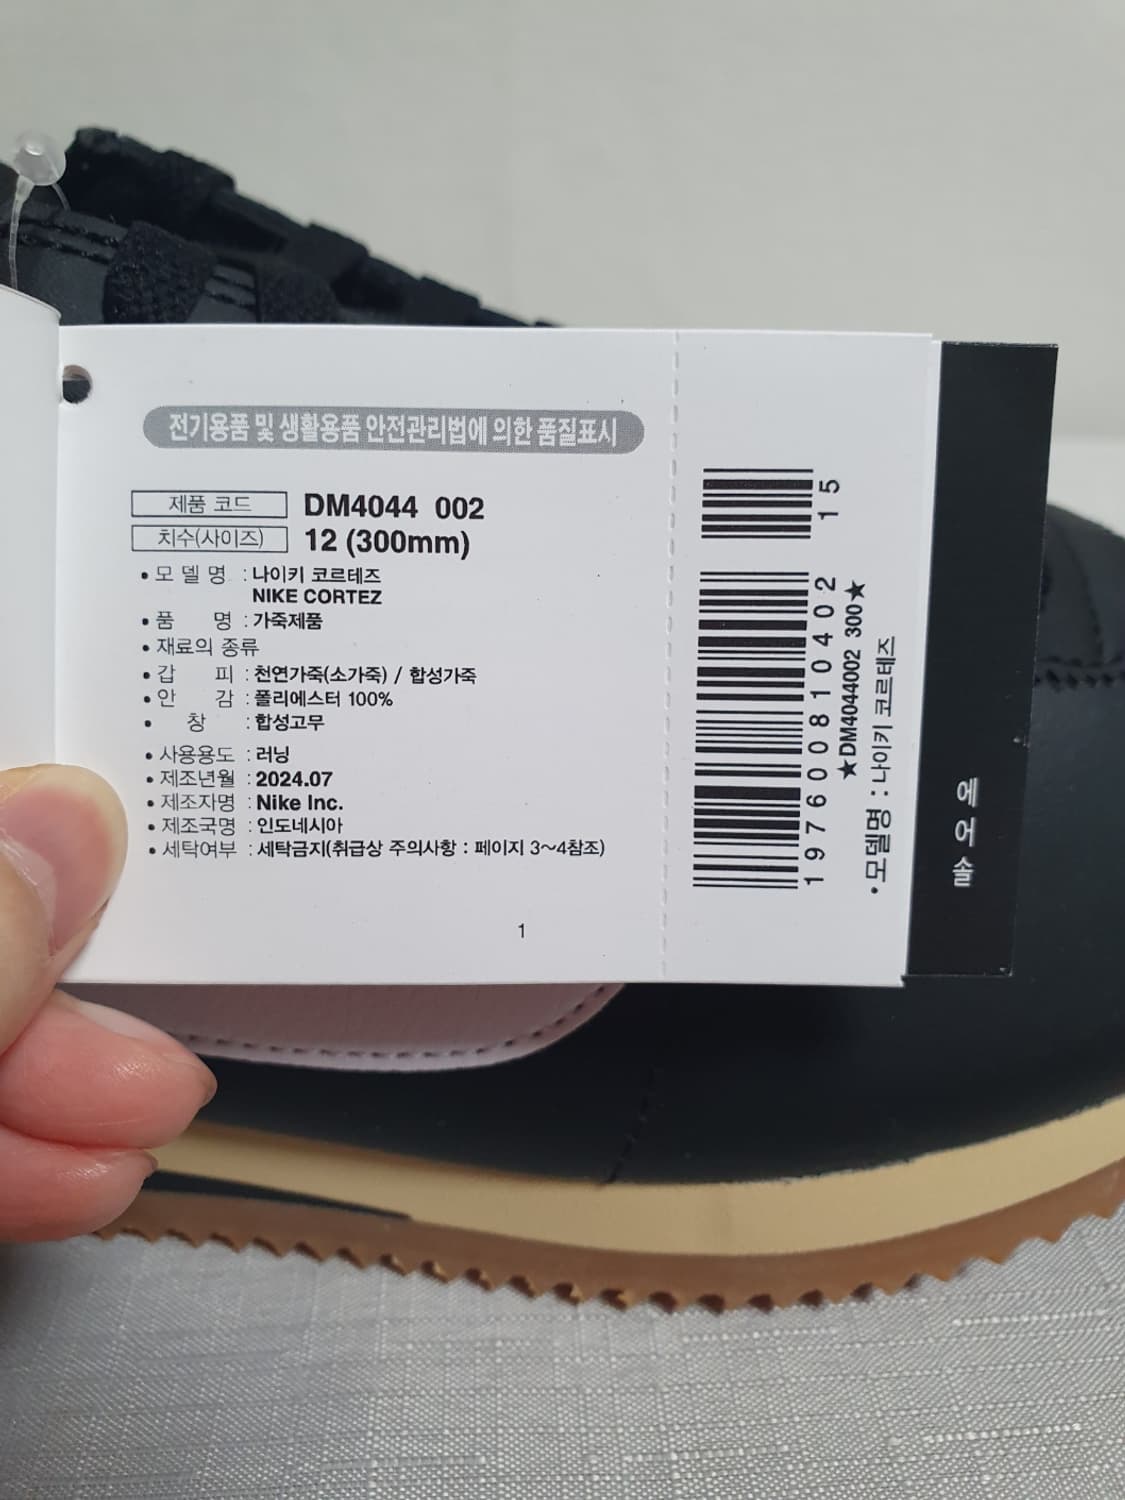 전기용품 및 생활용품 안전관리법에 의한 품질표시
제품 코드 DM4044 002
치수(사이즈) 12 (300mm)
• 모 델 명 : 나이키 코르테즈
NIKE CORTEZ
• 품 명 : 가죽제품
• 재료의 종류
• 갑 피 : 천연가죽(소가죽) / 합성가죽
• 안 감 : 폴리에스터 100%
• 창 : 합성고무
• 사용용도 : 러닝
• 제조년월 : 2024.07
• 제조자명 : Nike Inc.
• 제조국명 : 인도네시아
• 세탁여부 : 세탁금지(취급상 주의사항 : 페이지 3~4참조)
1
15
197600810402
★DM4044002 300★
• 모델명 : 나이키 코르테즈
에어솔